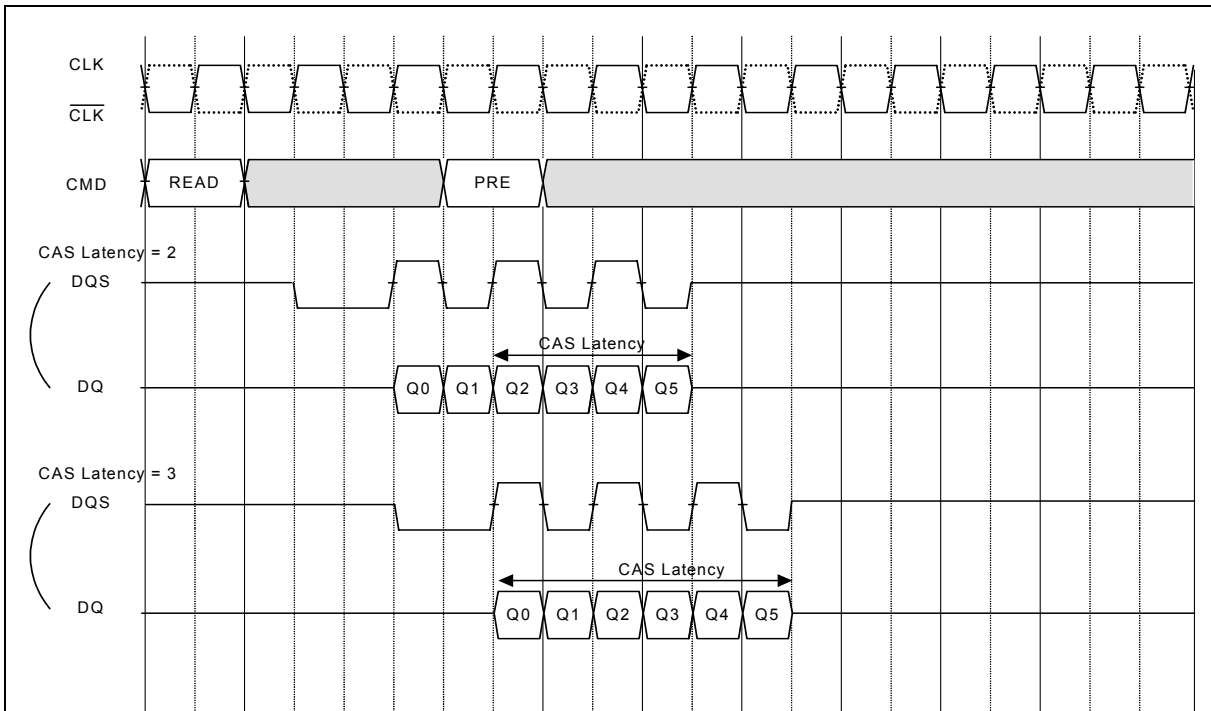 CLK
CLK
CMD
READ
PRE
CAS Latency = 2
DQS
CAS Latency
DQ
Q0 Q1 Q2 Q3 Q4 Q5
CAS Latency = 3
DQS
CAS Latency
DQ
Q0 Q1 Q2 Q3 Q4 Q5